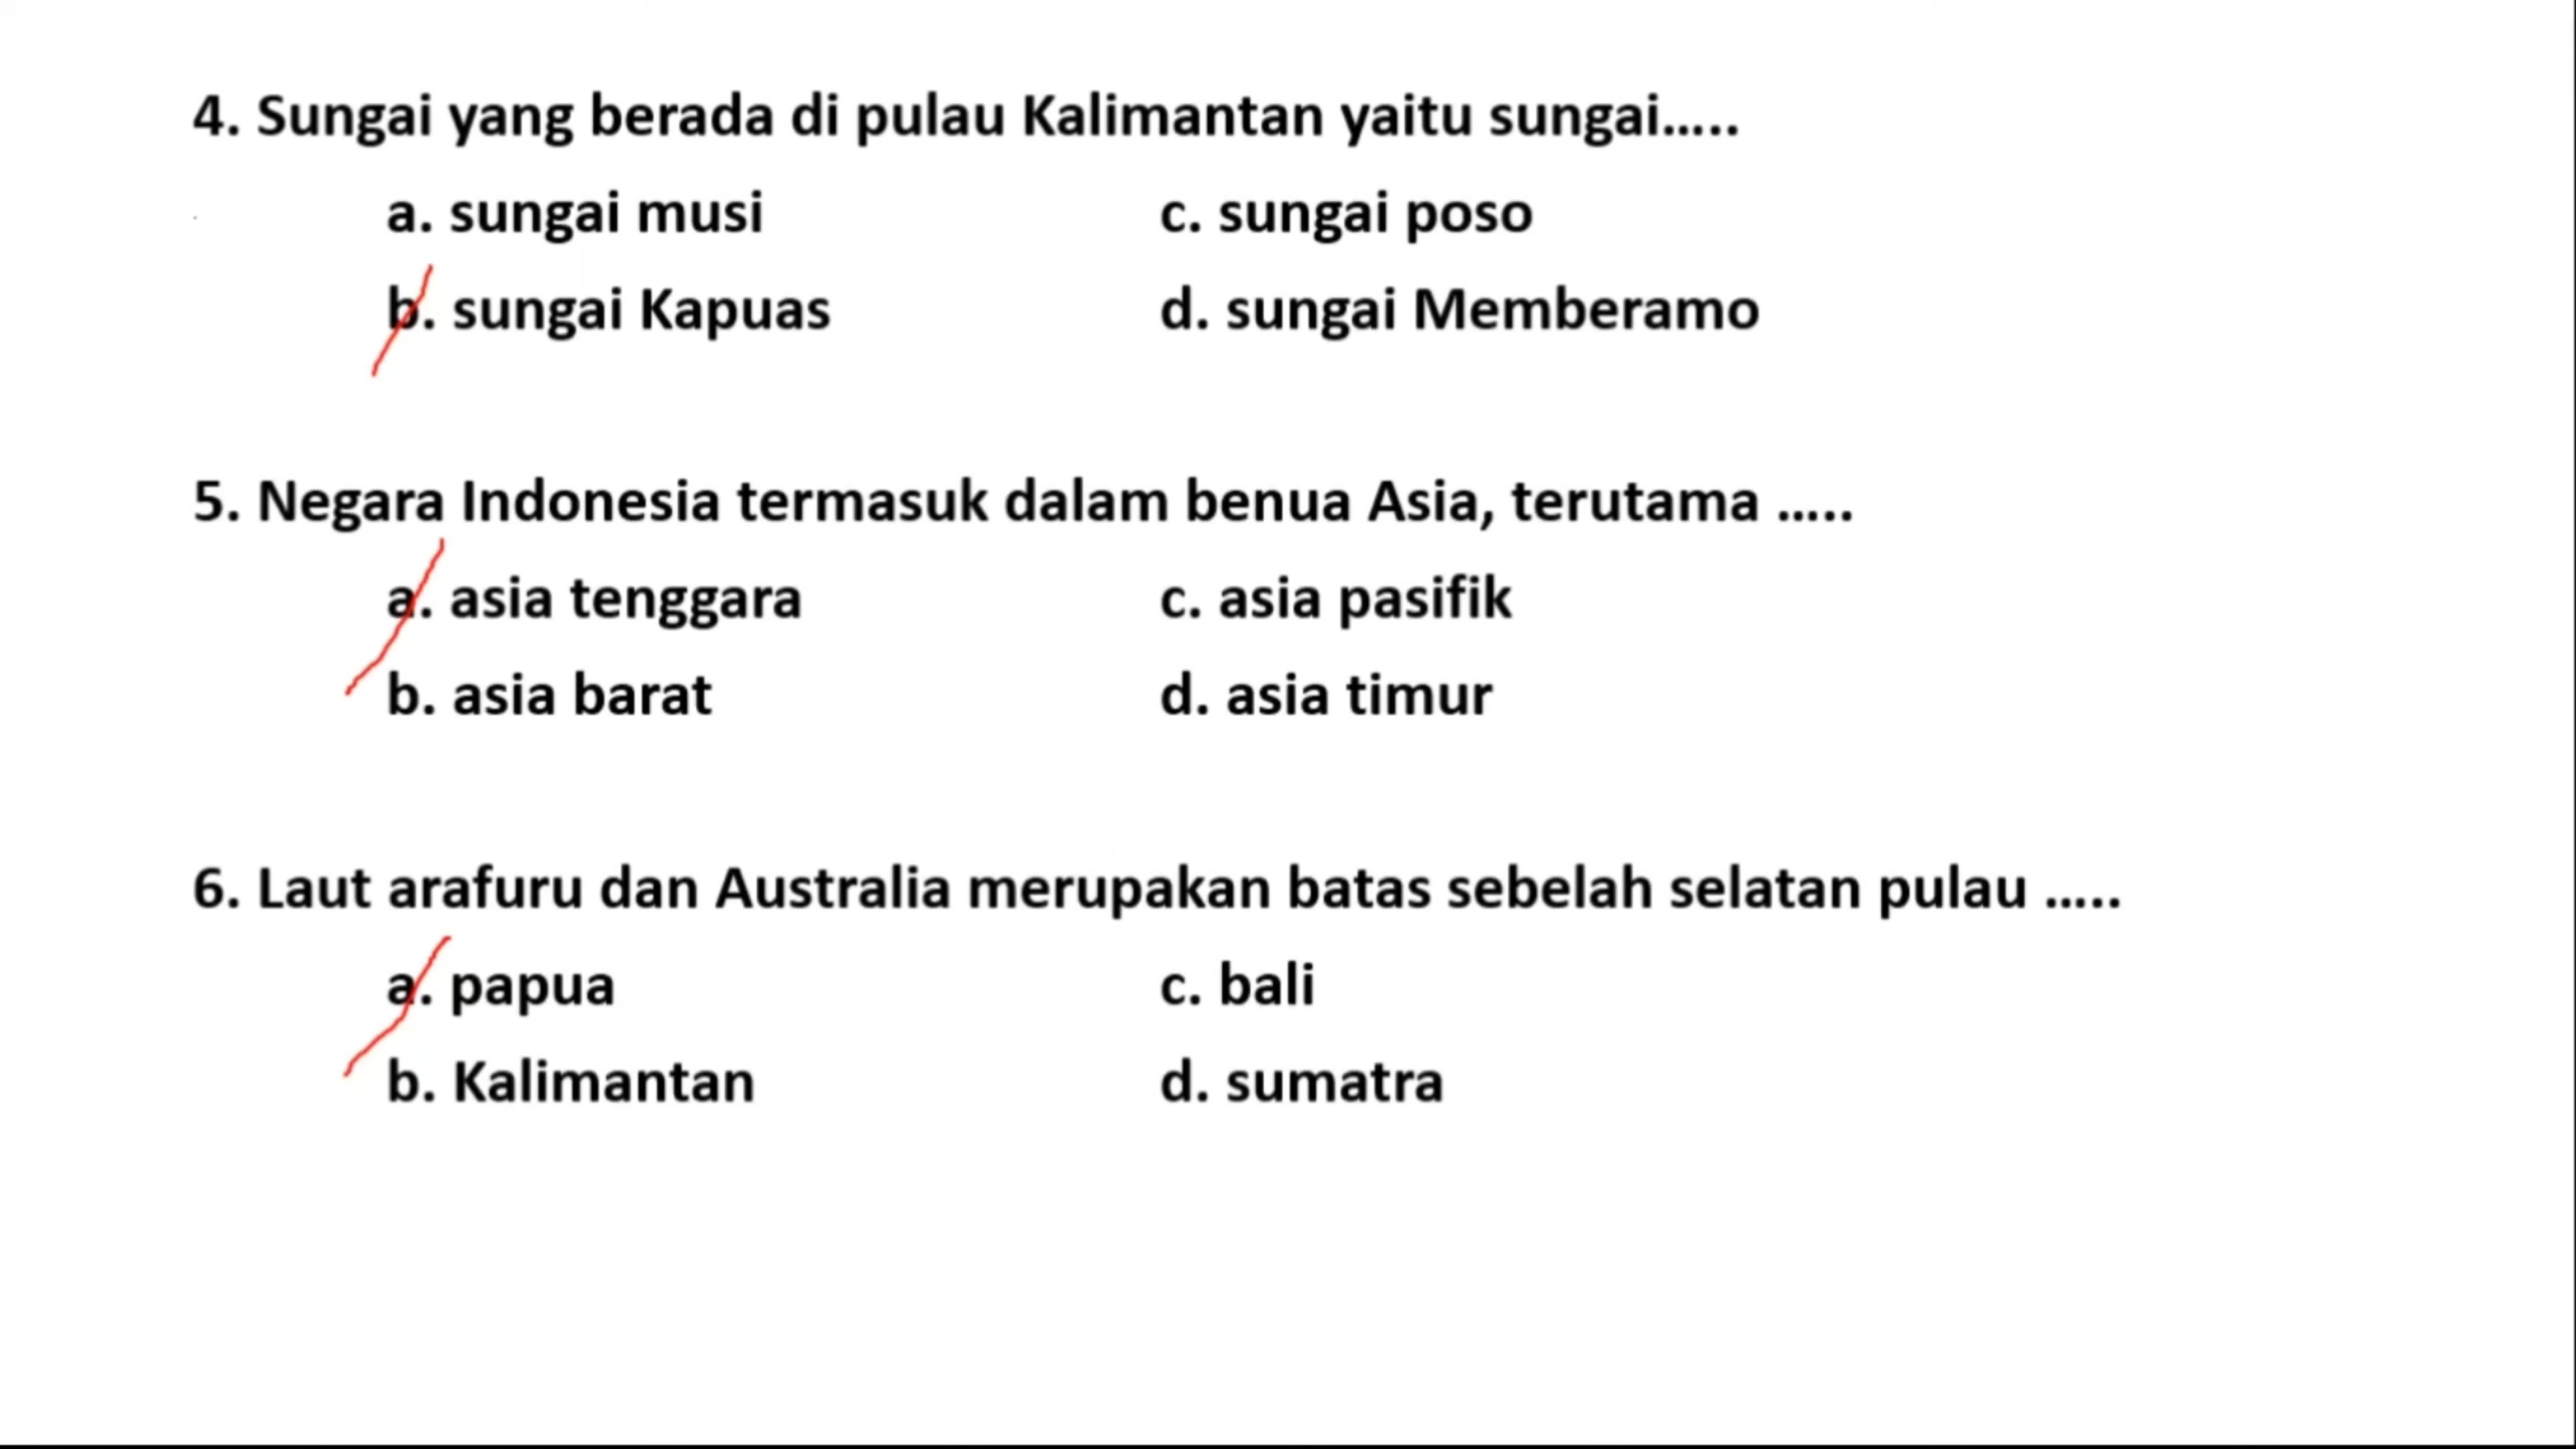 4. Sungai yang berada di pulau Kalimantan yaitu sungai.....
a. sungai musi c. sungai poso
b. sungai Kapuas d. sungai Memberamo
5. Negara Indonesia termasuk dalam benua Asia, terutama .....
a. asia tenggara c. asia pasifik
b. asia barat d. asia timur
6. Laut arafuru dan Australia merupakan batas sebelah selatan pulau .....
a. papua c. bali
b. Kalimantan d. sumatra